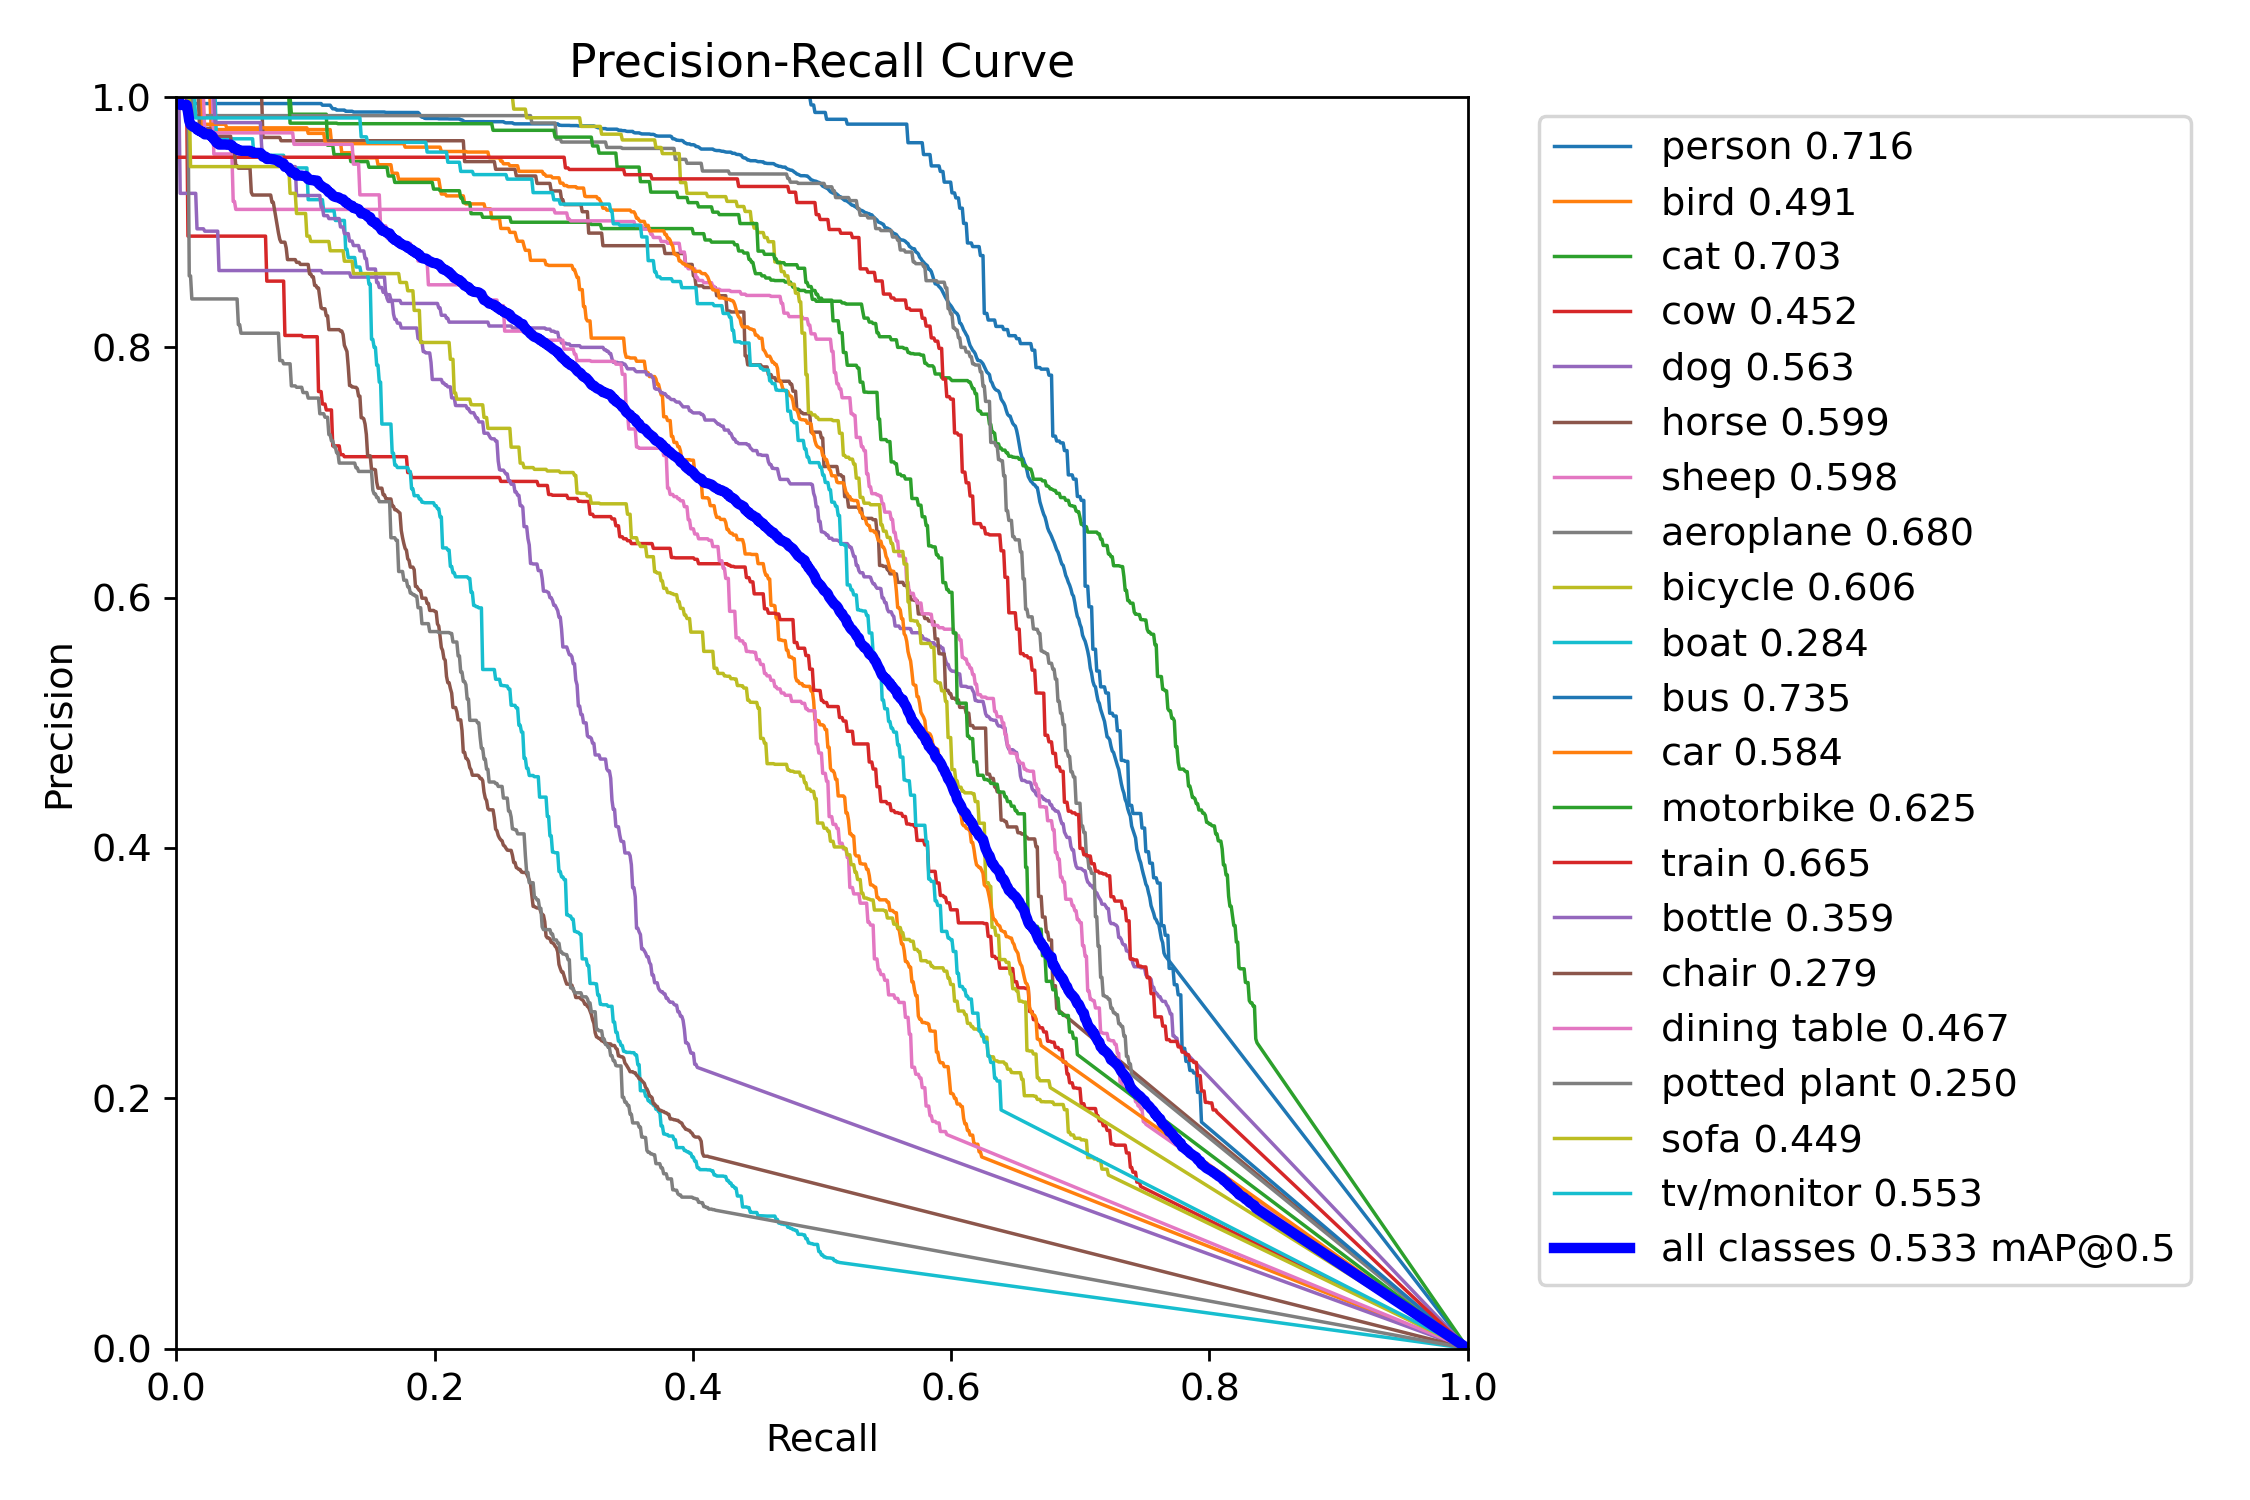 Precision-Recall Curve
1.0
0.8
0.6
0.4
0.2
0.0
Precision
0.0 0.2 0.4 0.6 0.8 1.0
Recall
person 0.716
bird 0.491
cat 0.703
cow 0.452
dog 0.563
horse 0.599
sheep 0.598
aeroplane 0.680
bicycle 0.606
boat 0.284
bus 0.735
car 0.584
motorbike 0.625
train 0.665
bottle 0.359
chair 0.279
dining table 0.467
potted plant 0.250
sofa 0.449
tv/monitor 0.553
all classes 0.533 mAP@0.5